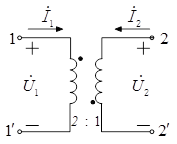 İ₁ İ₂
1 2
+ +
U̇₁ U̇₂
− −
1′ 2 : 1 2′